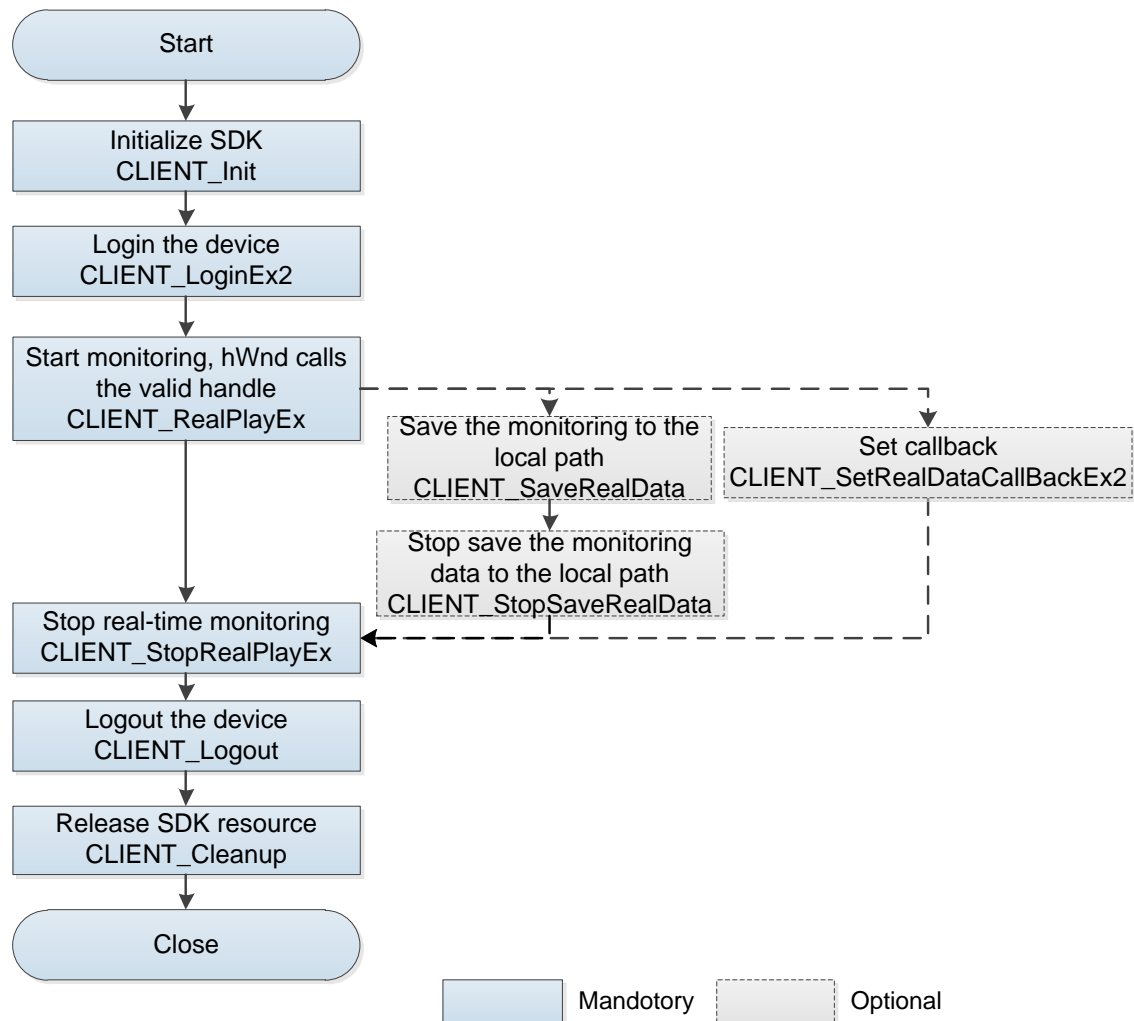 Start
Initialize SDK
CLIENT_Init
Login the device
CLIENT_LoginEx2
Start monitoring, hWnd calls
the valid handle
CLIENT_RealPlayEx
Save the monitoring to the
local path
CLIENT_SaveRealData
Set callback
CLIENT_SetRealDataCallBackEx2
Stop save the monitoring
data to the local path
CLIENT_StopSaveRealData
Stop real-time monitoring
CLIENT_StopRealPlayEx
Logout the device
CLIENT_Logout
Release SDK resource
CLIENT_Cleanup
Close
Mandotory
Optional